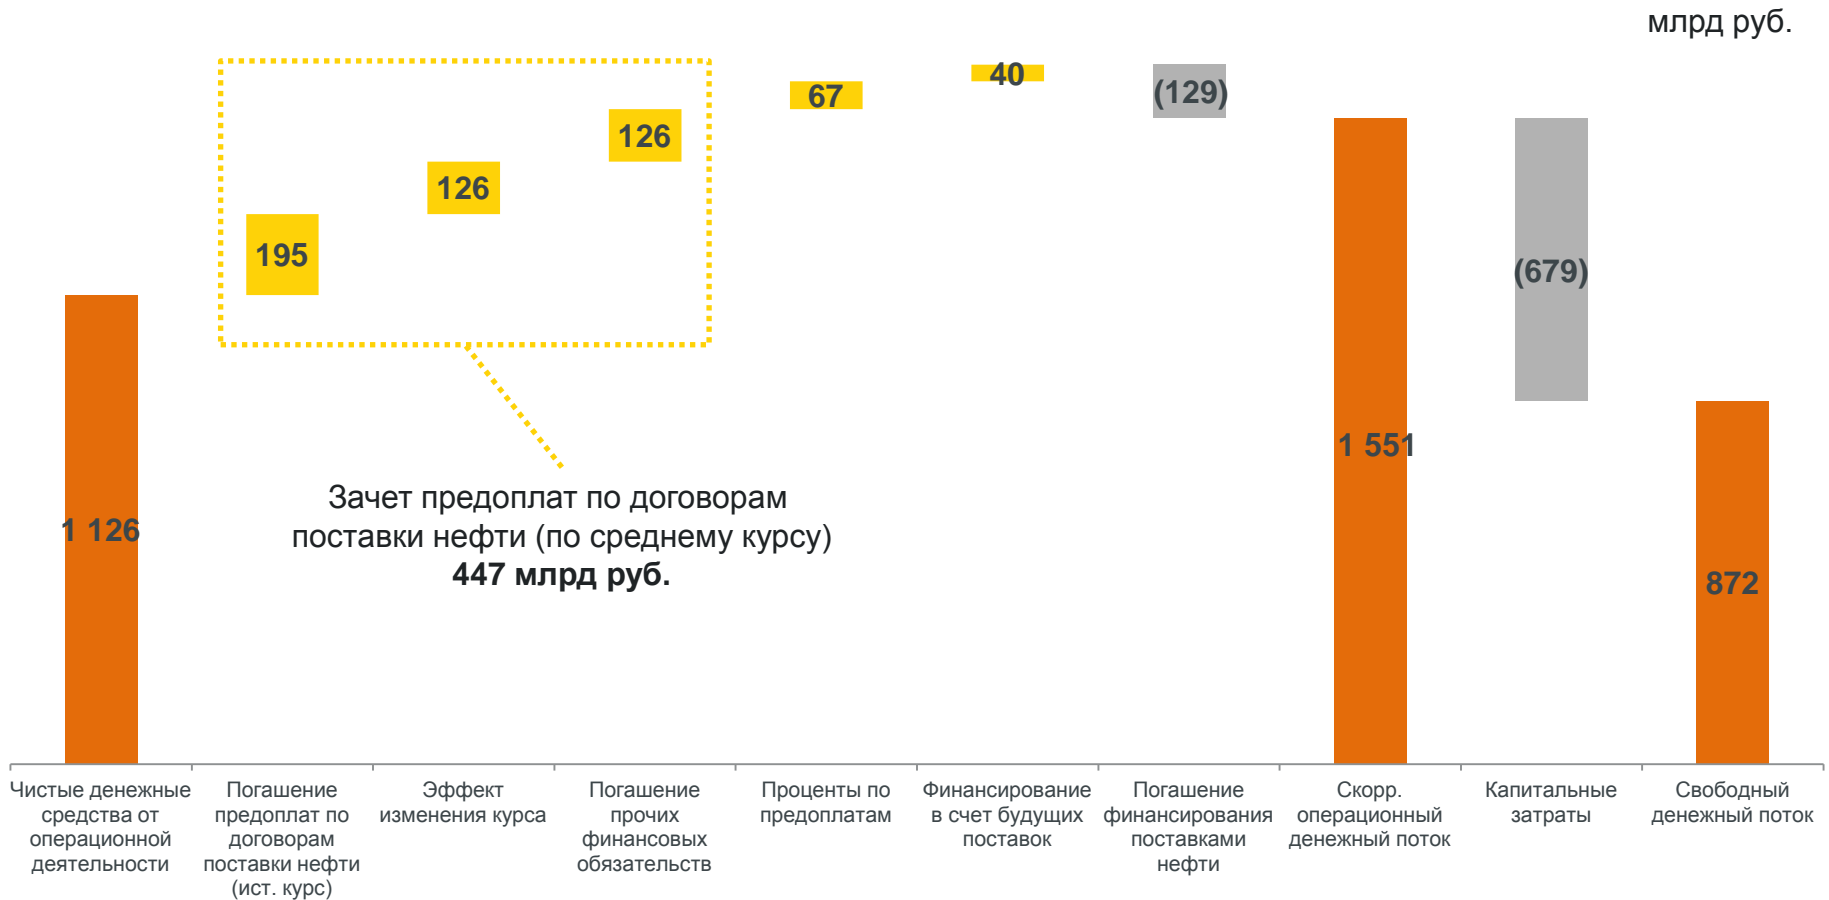 млрд руб.
195
126
126
67
40
(129)
1 126
1 551
(679)
872
Зачет предоплат по договорам
поставки нефти (по среднему курсу)
447 млрд руб.
Чистые денежные
средства от
операционной
деятельности
Погашение
предоплат по
договорам
поставки нефти
(ист. курс)
Эффект
изменения курса
Погашение
прочих
финансовых
обязательств
Проценты по
предоплатам
Финансирование
в счет будущих
поставок
Погашение
финансирования
поставками
нефти
Скорр.
операционный
денежный поток
Капитальные
затраты
Свободный
денежный поток